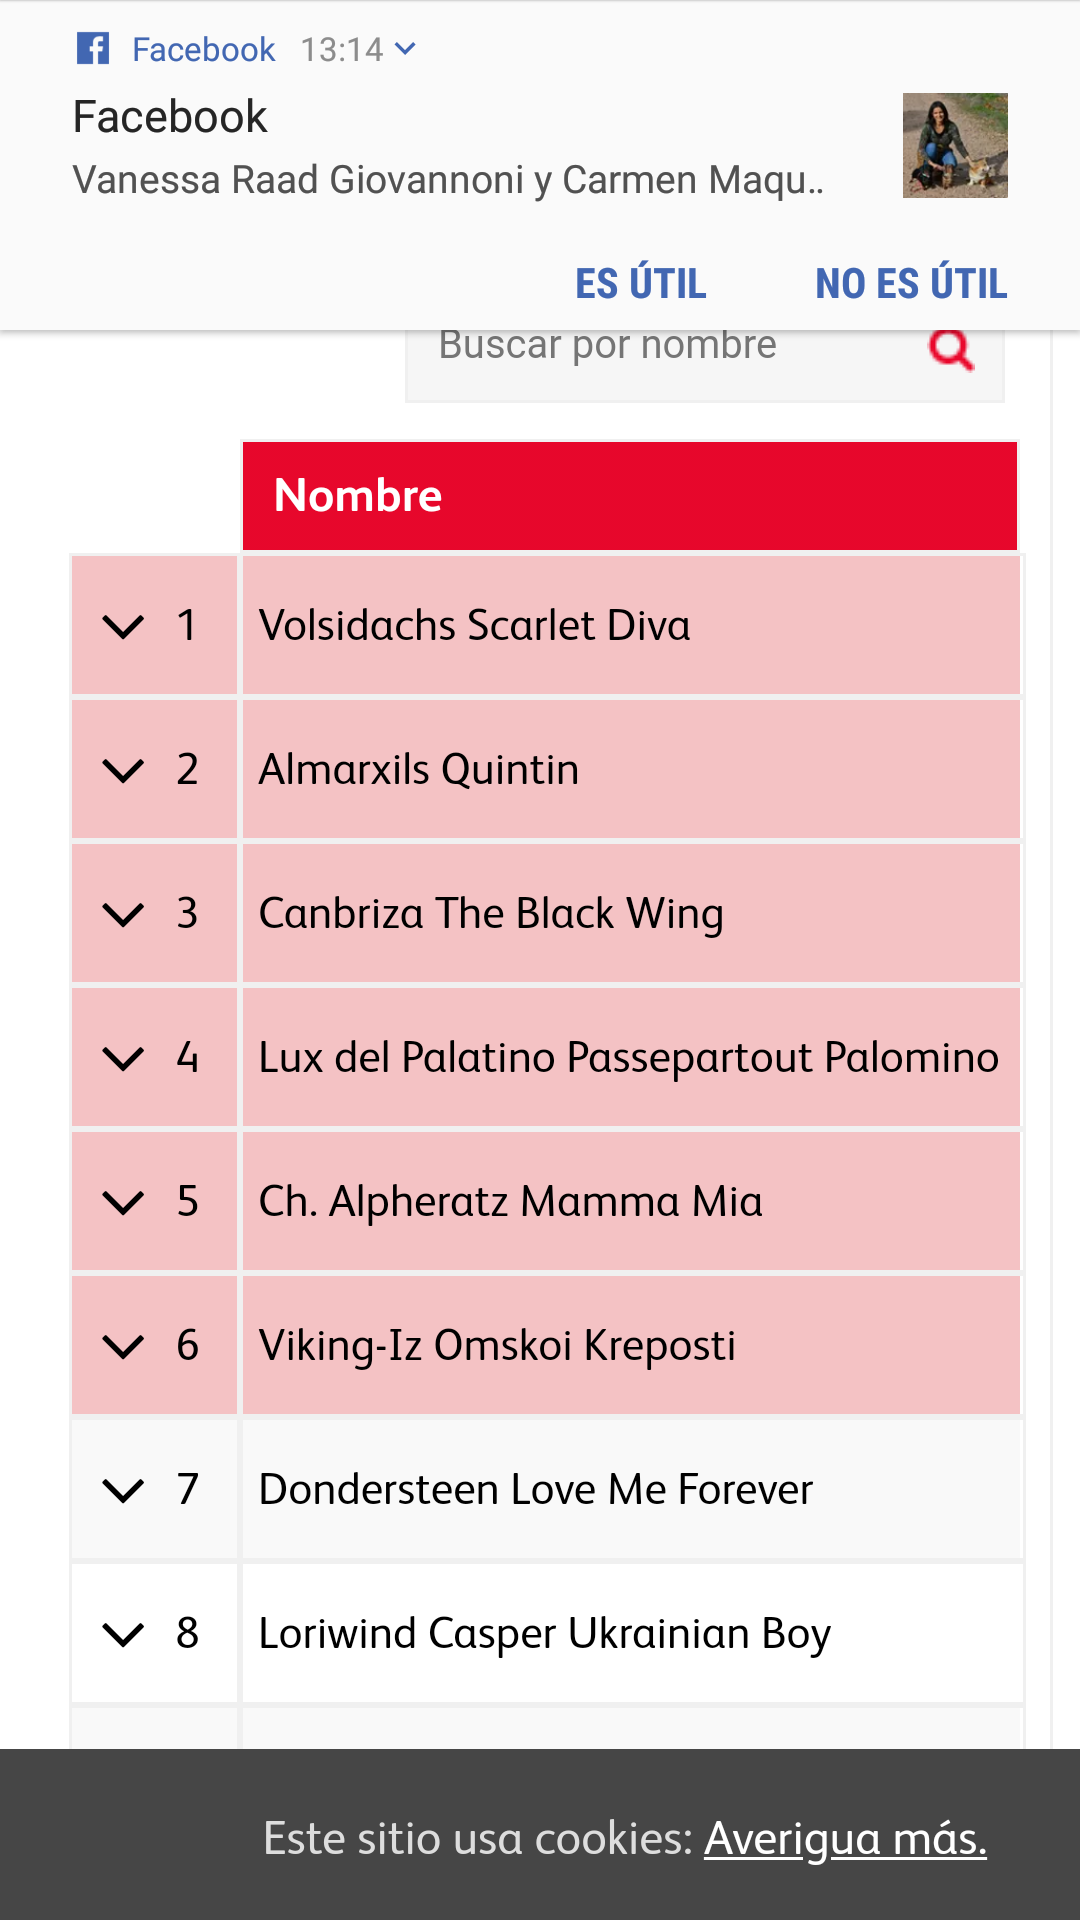 Facebook 13:14
Facebook
Vanessa Raad Giovannoni y Carmen Maqu..
ES ÚTIL NO ES ÚTIL
Buscar por nombre
Nombre
1 Volsidachs Scarlet Diva
2 Almarxils Quintin
3 Canbriza The Black Wing
4 Lux del Palatino Passepartout Palomino
5 Ch. Alpheratz Mamma Mia
6 Viking-Iz Omskoi Kreposti
7 Dondersteen Love Me Forever
8 Loriwind Casper Ukrainian Boy
Este sitio usa cookies: Averigua más.